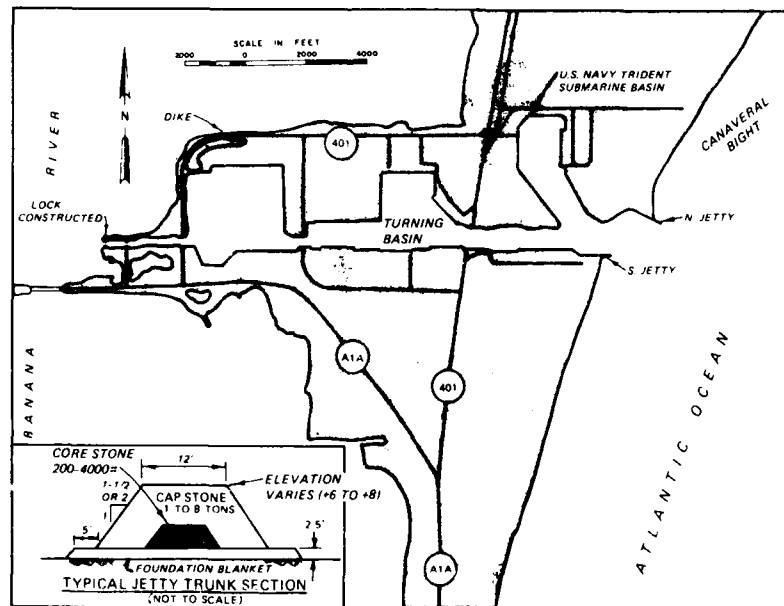 SCALE IN FEET
2000 0 2000 4000
U.S. NAVY TRIDENT
SUBMARINE BASIN
N
DIKE
401
CANAVERAL
BIGHT
RIVER
LOCK
CONSTRUCTED
TURNING
BASIN
N JETTY
S JETTY
A1A
401
BANANA
ATLANTIC OCEAN
CORE STONE
200-4000#
12'
1-1/2
OR 2
1
ELEVATION
VARIES (+6 TO +8)
CAP STONE
1 TO 8 TONS
5'
2.5'
FOUNDATION BLANKET
TYPICAL JETTY TRUNK SECTION
(NOT TO SCALE)
A1A